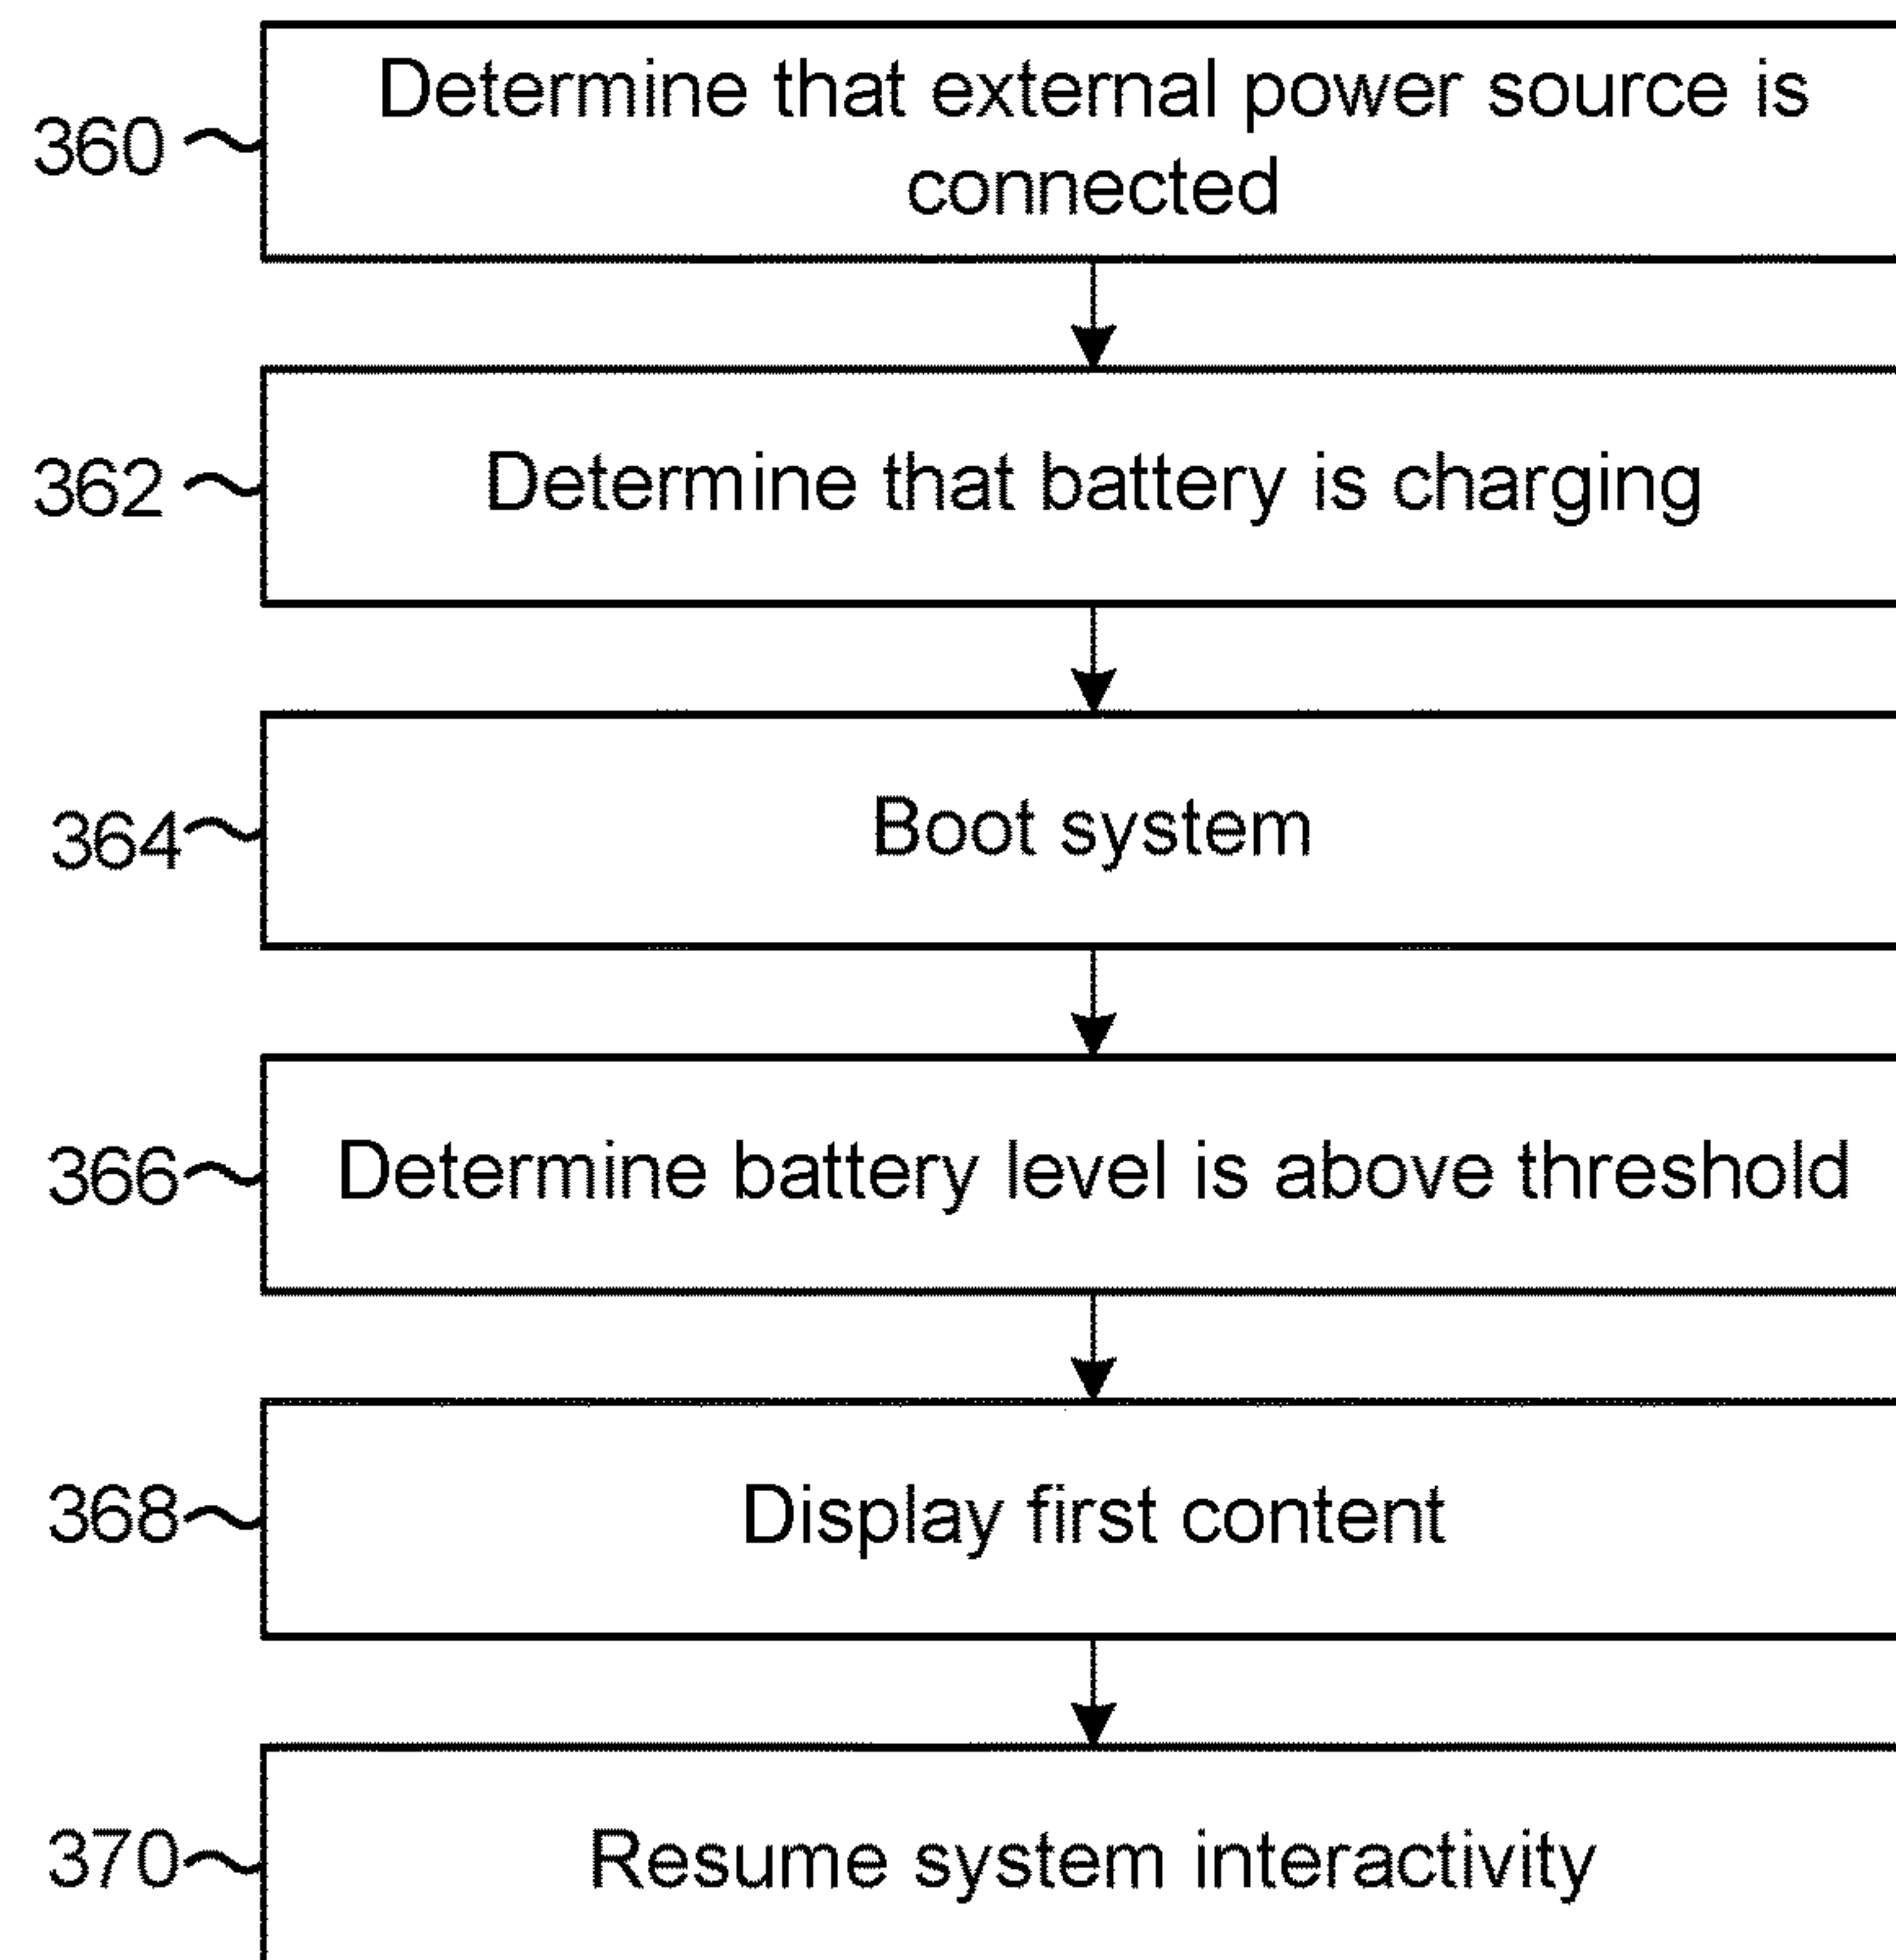 360
Determine that external power source is
connected
362
Determine that battery is charging
364
Boot system
366
Determine battery level is above threshold
368
Display first content
370
Resume system interactivity